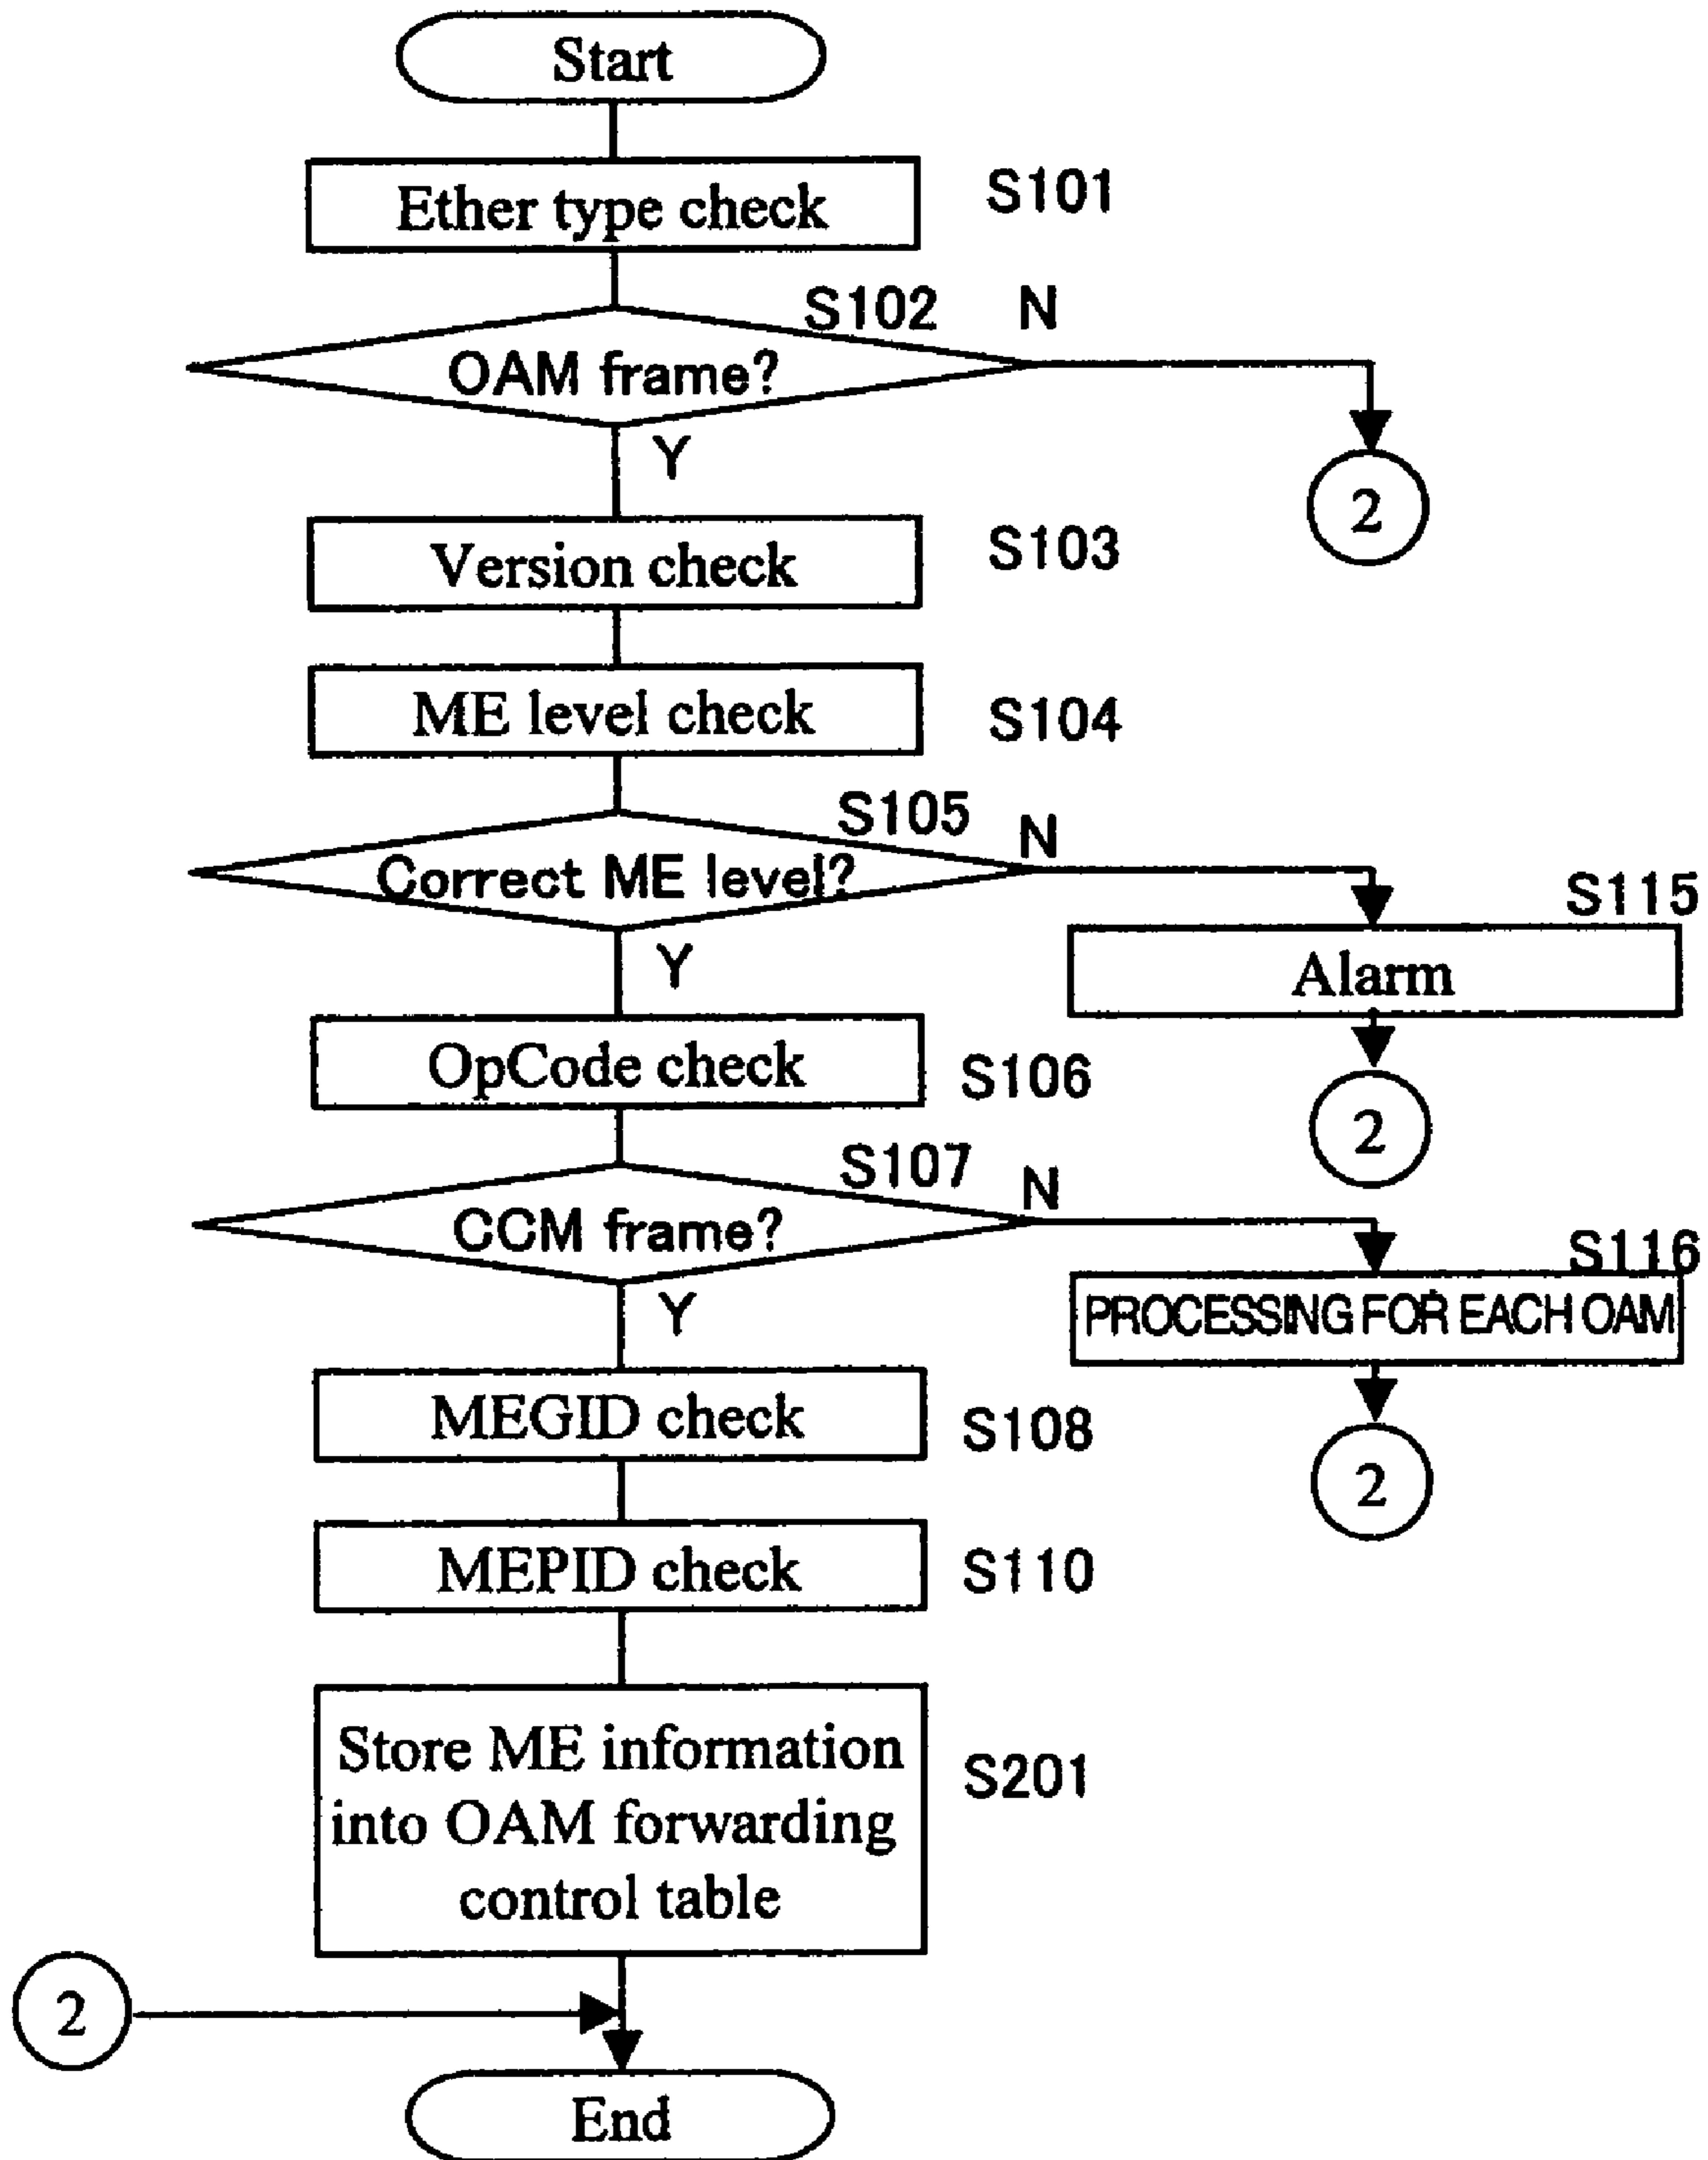 Start
Ether type check
S101
S102
N
OAM frame?
Y
2
Version check
S103
ME level check
S104
S105
N
Correct ME level?
S115
Y
Alarm
OpCode check
S106
2
S107
N
CCM frame?
S116
Y
PROCESSING FOR EACH OAM
MEGID check
S108
2
MEPID check
S110
Store ME information
into OAM forwarding
control table
S201
2
End